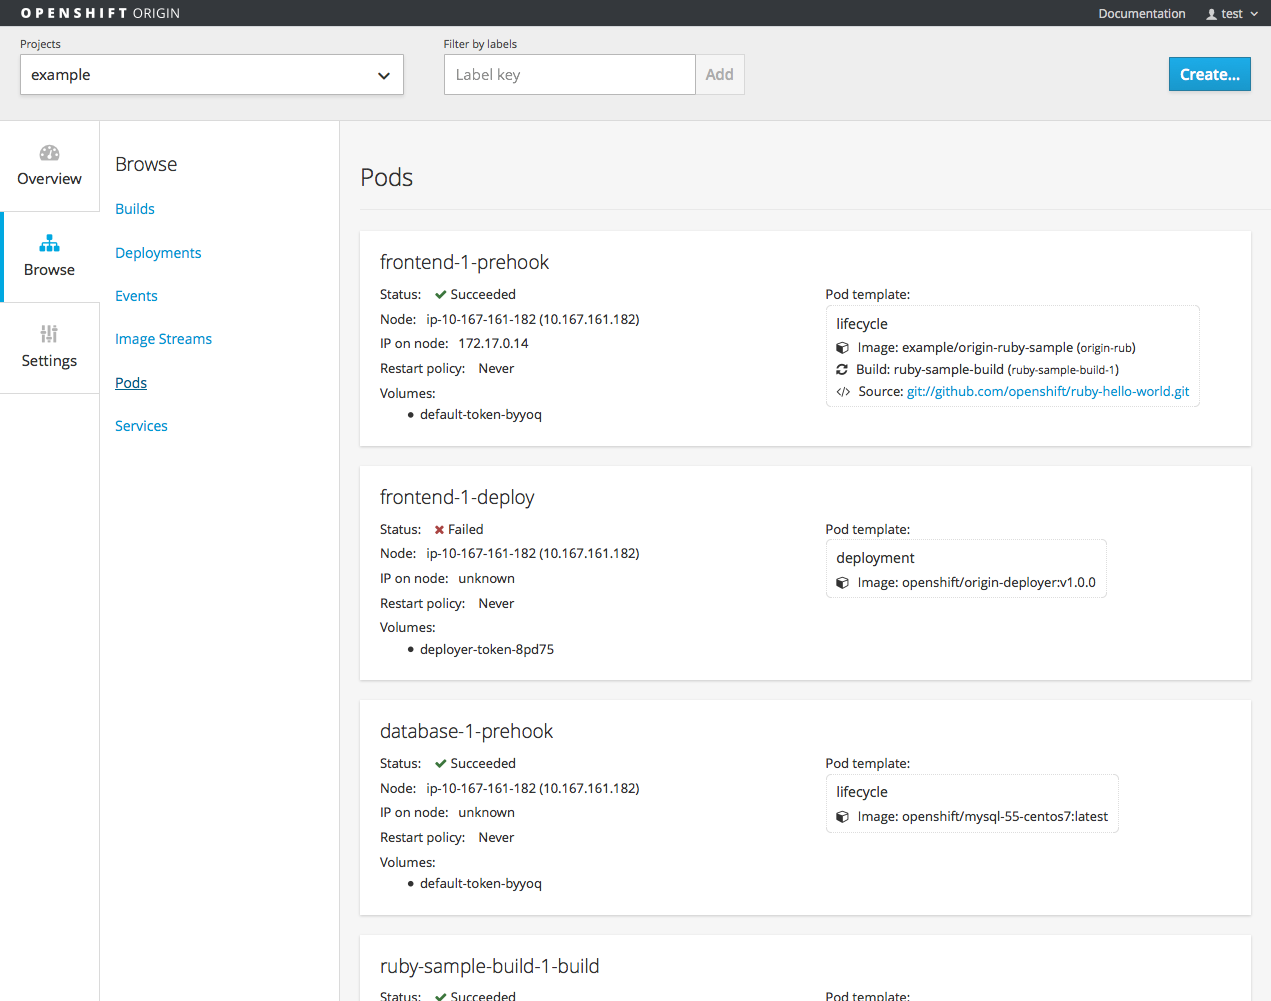 OPENSHIFT ORIGIN
Documentation
test
Projects
example
Filter by labels
Label key
Add
Create...
Overview
Browse
Settings
Browse
Builds
Deployments
Events
Image Streams
Pods
Services
Pods
frontend-1-prehook
Status: Succeeded
Node: ip-10-167-161-182 (10.167.161.182)
IP on node: 172.17.0.14
Restart policy: Never
Volumes:
• default-token-byyoq
Pod template:
lifecycle
Image: example/origin-ruby-sample (origin-rub)
Build: ruby-sample-build (ruby-sample-build-1)
</> Source: git://github.com/openshift/ruby-hello-world.git
frontend-1-deploy
Status: Failed
Node: ip-10-167-161-182 (10.167.161.182)
IP on node: unknown
Restart policy: Never
Volumes:
• deployer-token-8pd75
Pod template:
deployment
Image: openshift/origin-deployer:v1.0.0
database-1-prehook
Status: Succeeded
Node: ip-10-167-161-182 (10.167.161.182)
IP on node: unknown
Restart policy: Never
Volumes:
• default-token-byyoq
Pod template:
lifecycle
Image: openshift/mysql-55-centos7:latest
ruby-sample-build-1-build
Status: Succeeded
Pod template: